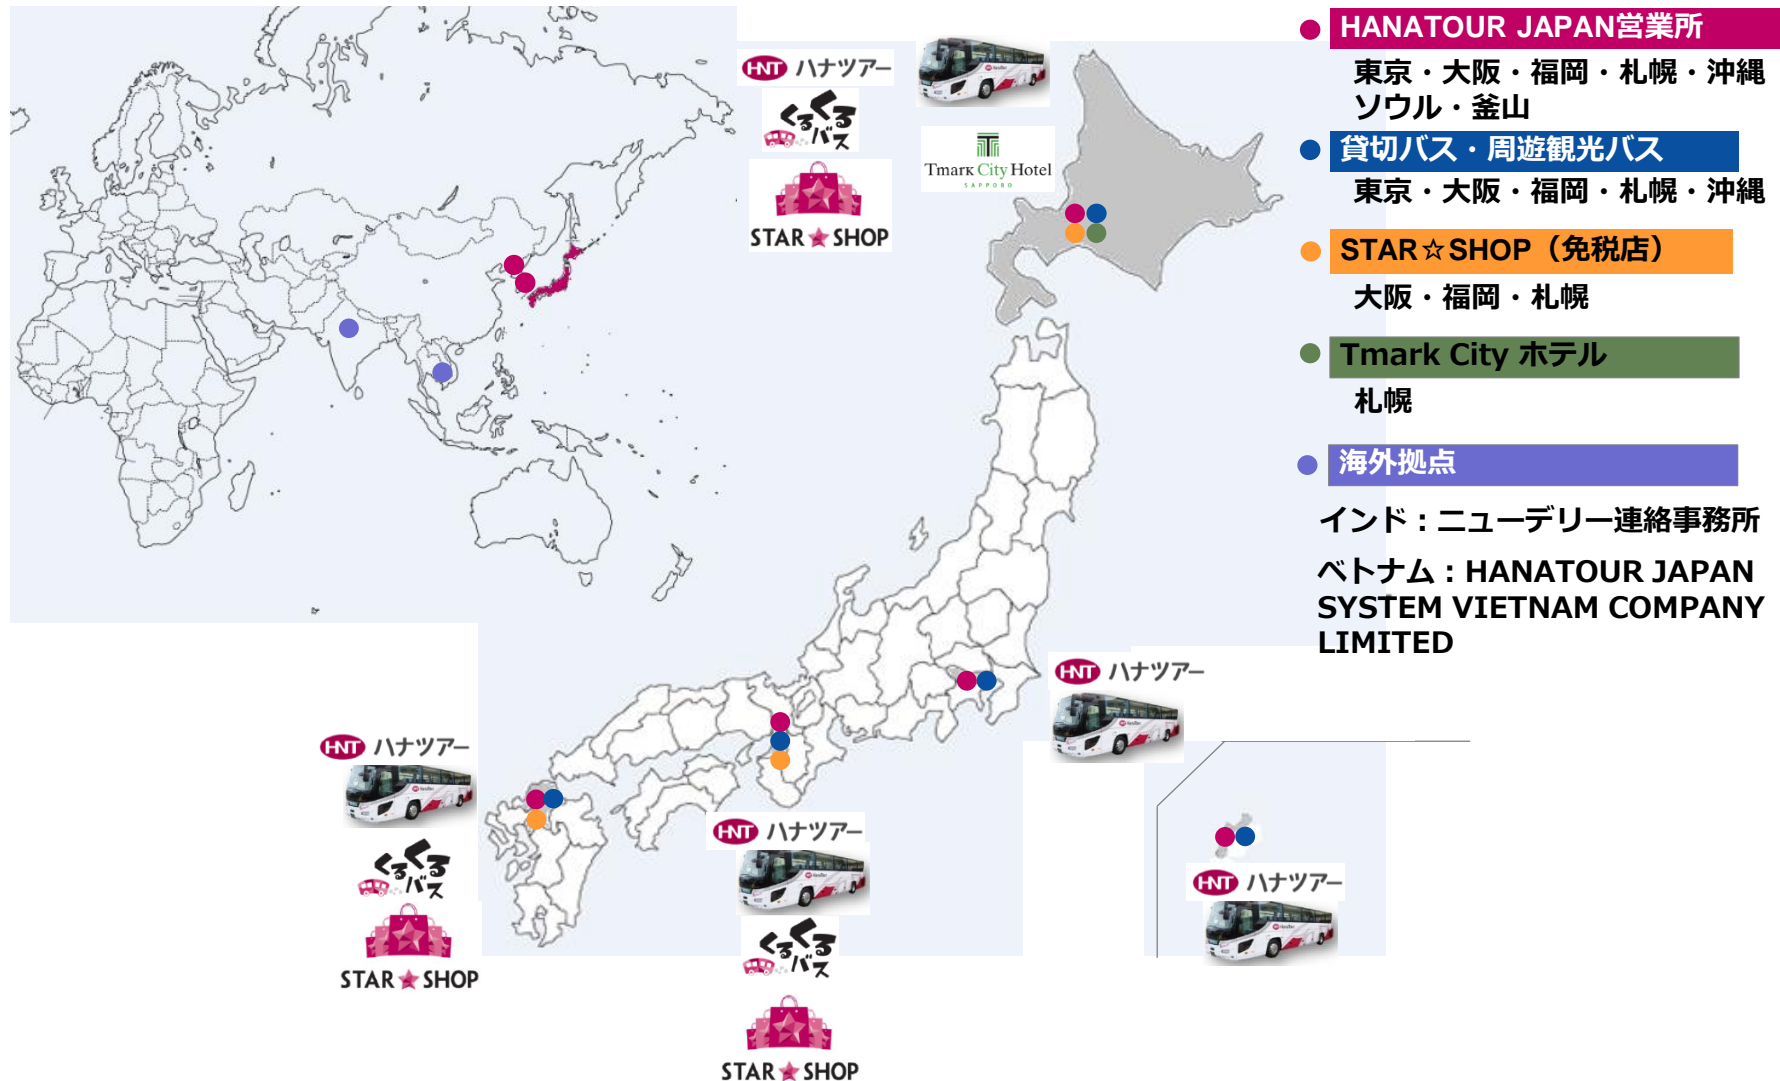 HANATOUR JAPAN営業所
東京・大阪・福岡・札幌・沖縄
ソウル・釜山
貸切バス・周遊観光バス
東京・大阪・福岡・札幌・沖縄
STAR☆SHOP（免税店）
大阪・福岡・札幌
Tmark City ホテル
札幌
海外拠点
インド：ニューデリー連絡事務所
ベトナム：HANATOUR JAPAN
SYSTEM VIETNAM COMPANY
LIMITED
HNT ハナツアー
くるくる
バス
STAR★SHOP
Tmark City Hotel
SAPPORO
HNT ハナツアー
HNT ハナツアー
くるくる
バス
STAR★SHOP
HNT ハナツアー
くるくる
バス
STAR★SHOP
HNT ハナツアー